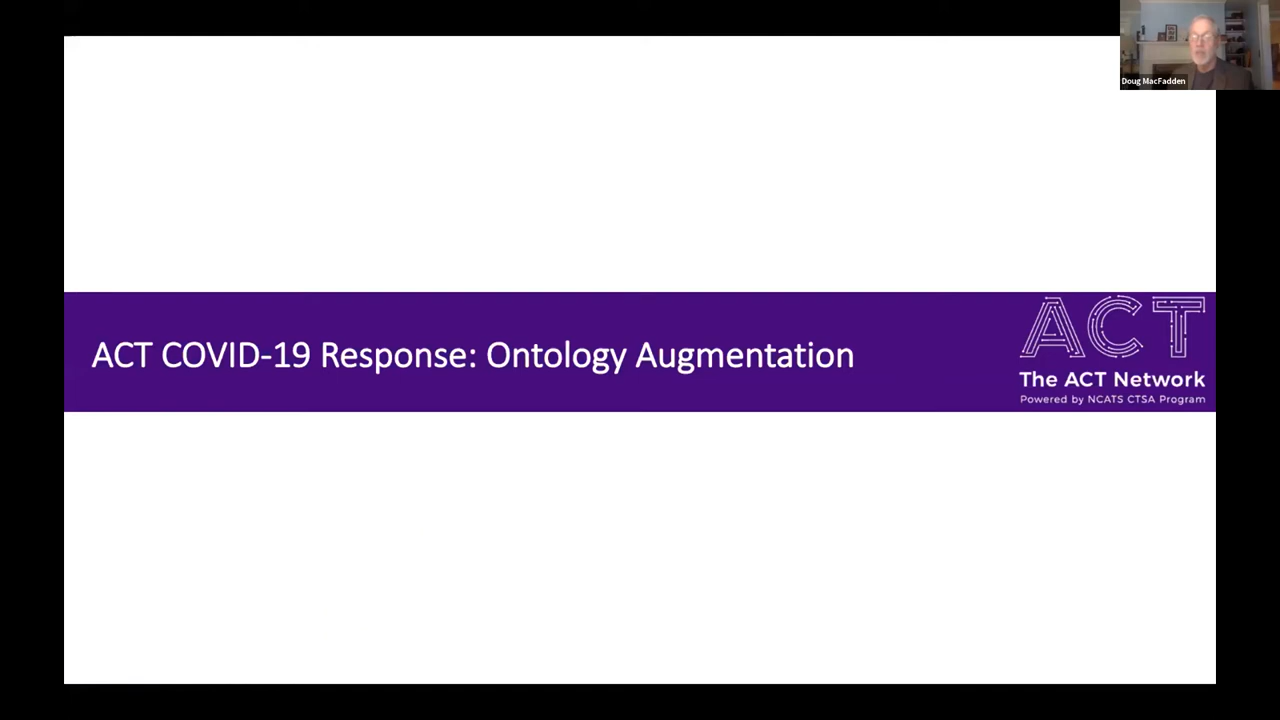 Doug MacFadden
ACT COVID-19 Response: Ontology Augmentation
ACT
The ACT Network
Powered by NCATS CTSA Program